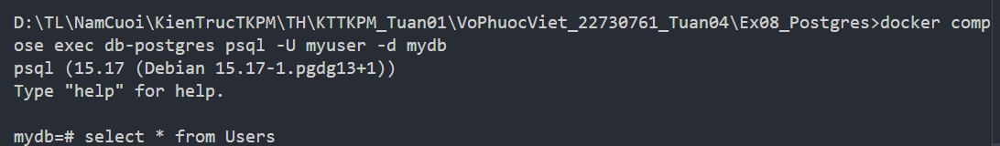 D:\TL\NamCuoi\KienTrucTKPM\TH\KTTKPM_Tuan01\VoPhuocViet_22730761_Tuan04\Ex08_Postgres>docker comp
ose exec db-postgres psql -U myuser -d mydb
psql (15.17 (Debian 15.17-1.pgdg13+1))
Type "help" for help.

mydb=# select * from Users